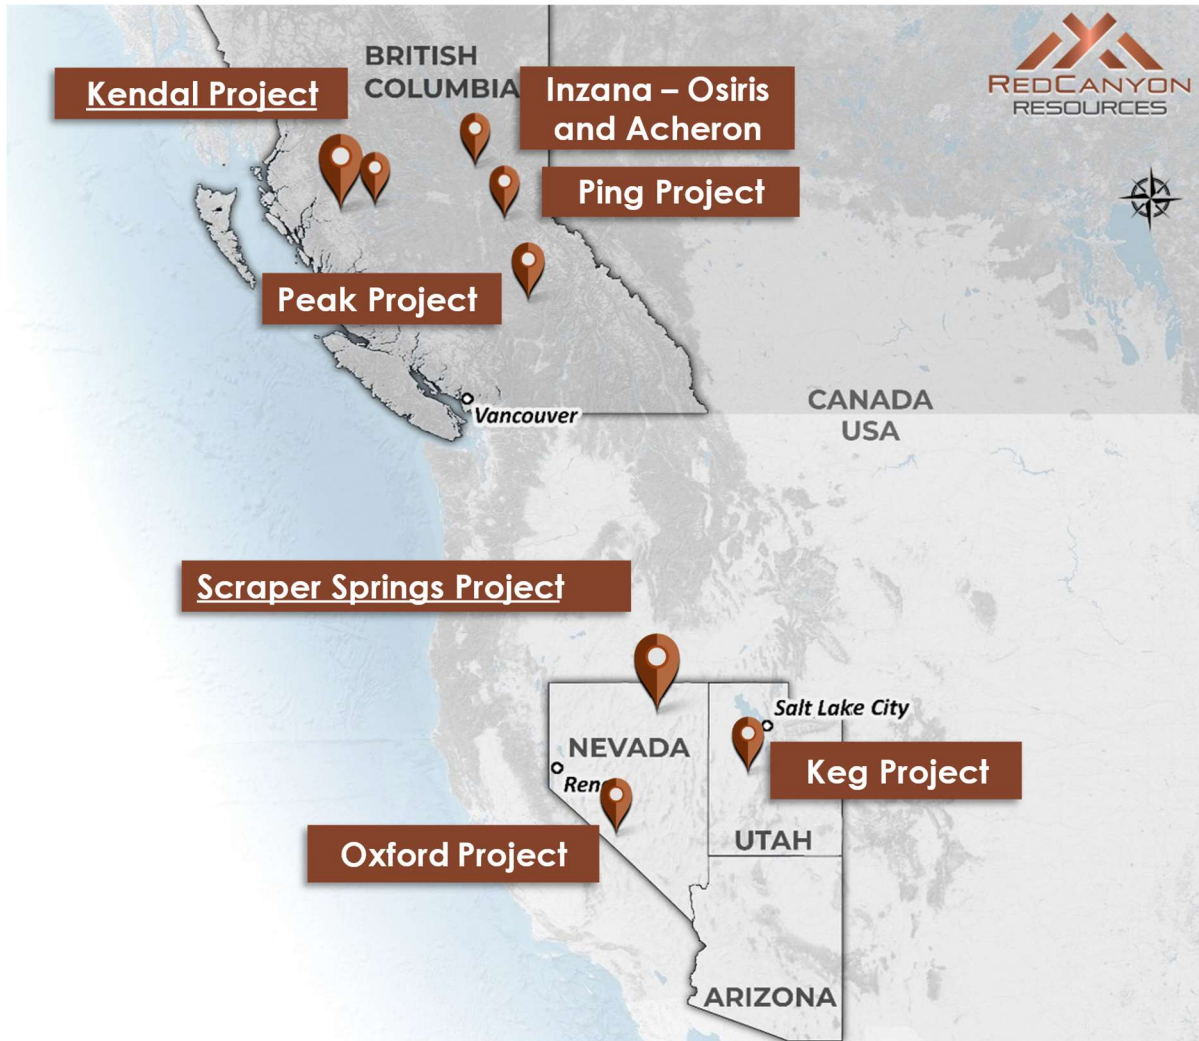 BRITISH
COLUMBIA
Kendal Project
Inzana – Osiris
and Acheron
REDCANYON
RESOURCES
Ping Project
Peak Project
Vancouver
CANADA
USA
Scraper Springs Project
Salt Lake City
NEVADA
Keg Project
Ren
Oxford Project
UTAH
ARIZONA